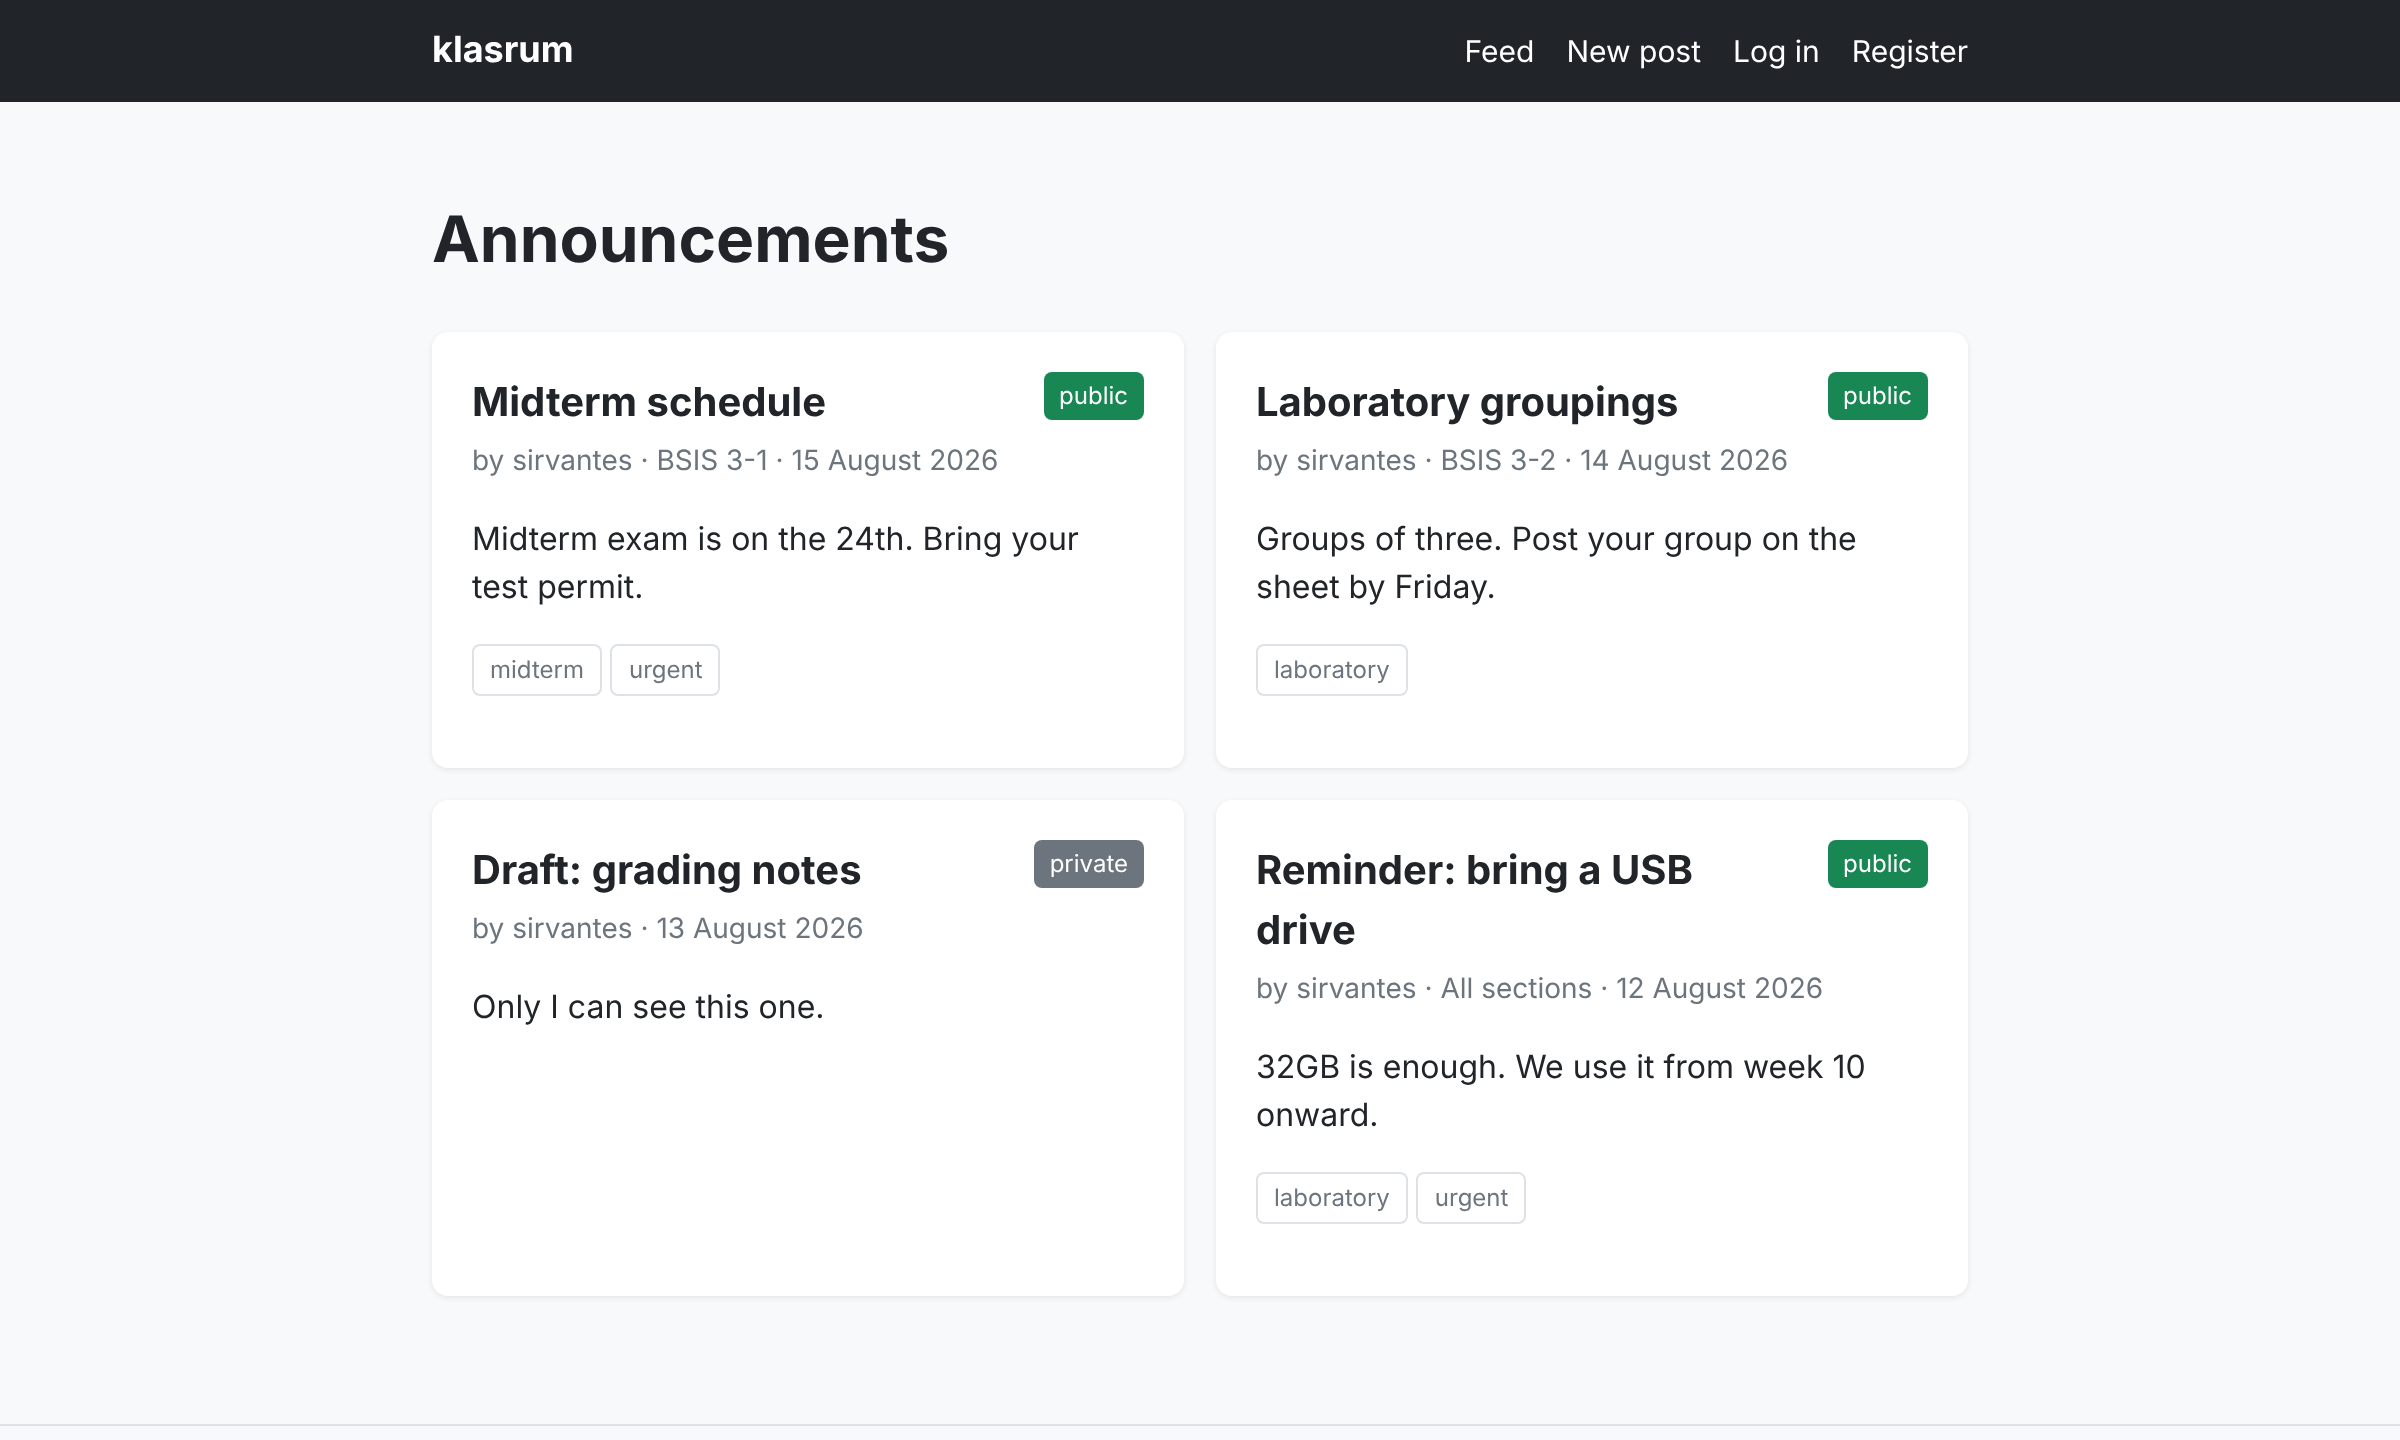 klasrum
Feed New post Log in Register
Announcements
Midterm schedule public
by sirvantes · BSIS 3-1 · 15 August 2026
Midterm exam is on the 24th. Bring your
test permit.
midterm urgent
Laboratory groupings public
by sirvantes · BSIS 3-2 · 14 August 2026
Groups of three. Post your group on the
sheet by Friday.
laboratory
Draft: grading notes private
by sirvantes · 13 August 2026
Only I can see this one.
Reminder: bring a USB public
drive
by sirvantes · All sections · 12 August 2026
32GB is enough. We use it from week 10
onward.
laboratory urgent